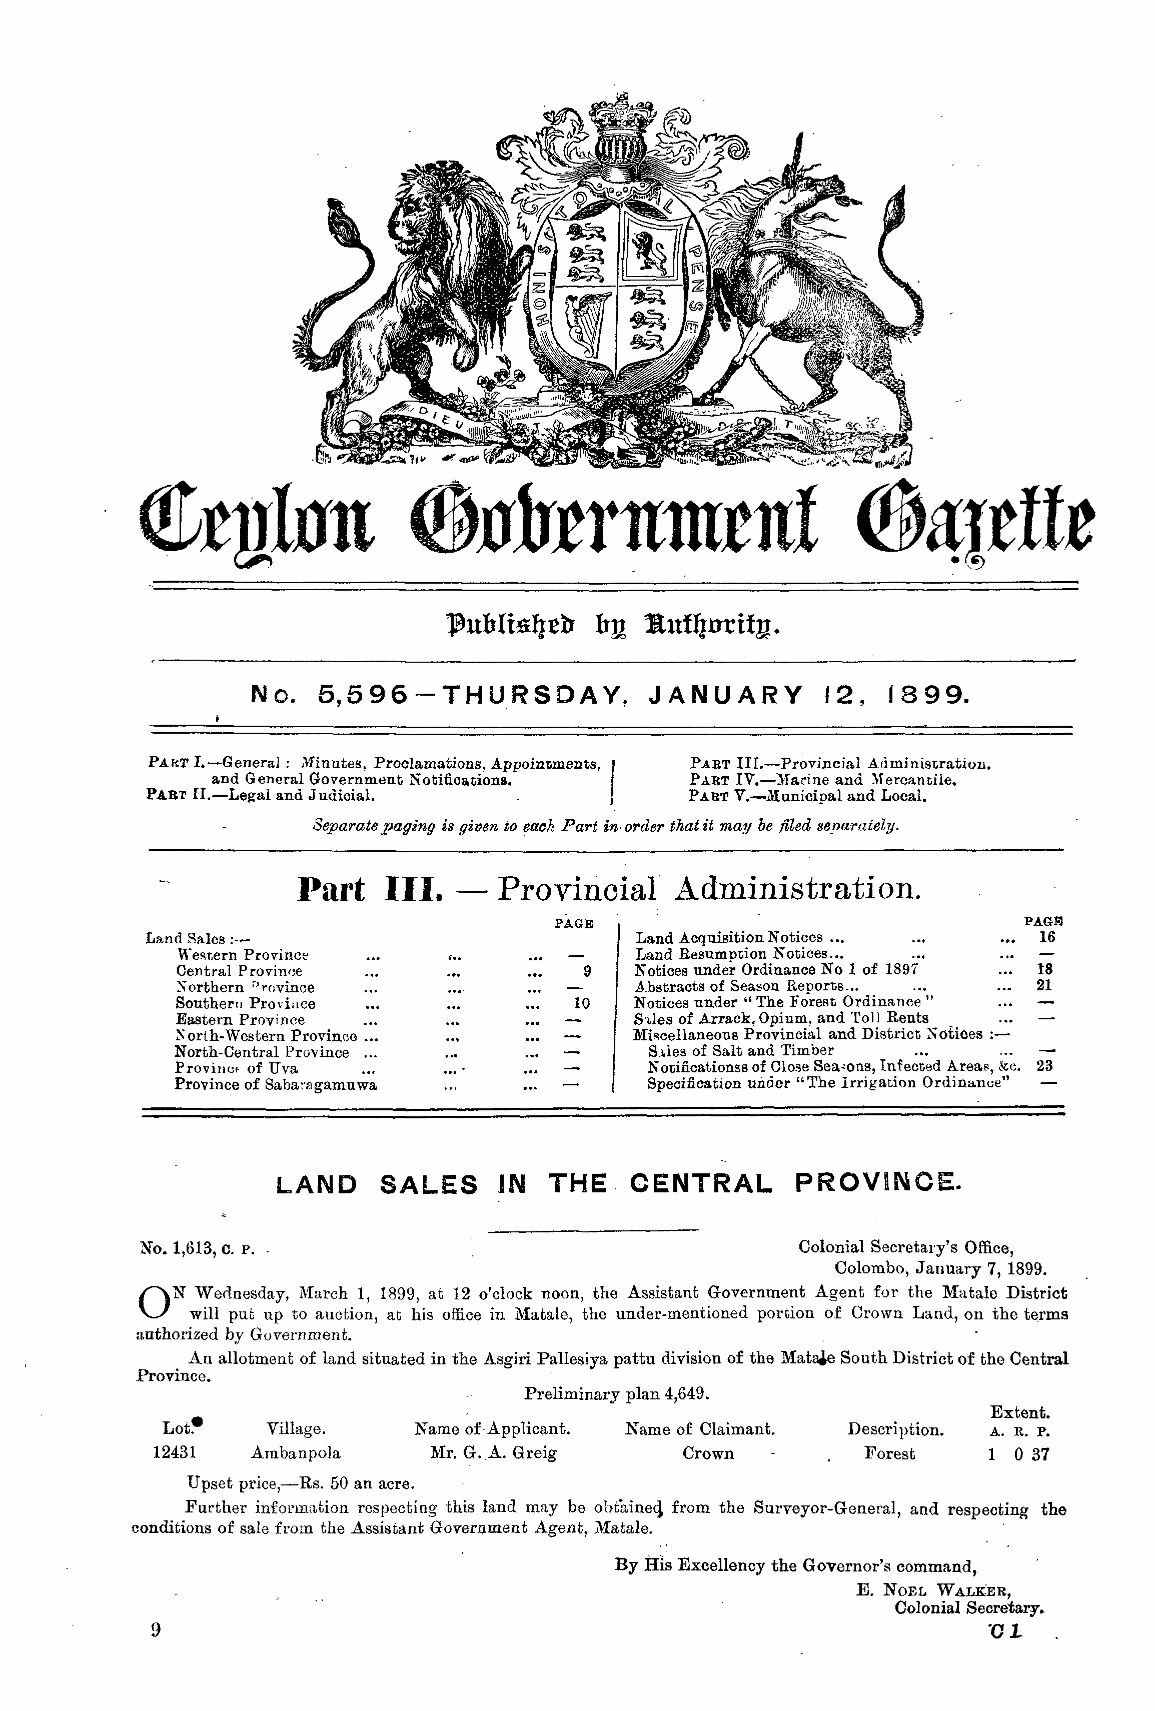 HONI SOIT QUI MAL Y PENSE
DIEU ET DROIT
Ceylon Government Gazette
Published by Authority.
No. 5,596—THURSDAY, JANUARY 12, 1899.
PART I.—General : Minutes, Proclamations, Appointments,
and General Government Notifications.
PART II.—Legal and Judicial.
PART III.—Provincial Administration.
PART IV.—Marine and Mercantile.
PART V.—Municipal and Local.
Separate paging is given to each Part in order that it may be filed separately.
Part III. — Provincial Administration.
PAGE
Land Sales :—
Western Province ... ... ... —
Central Province ... ... ... 9
Northern Province ... ... ... —
Southern Province ... ... ... 10
Eastern Province ... ... ... —
North-Western Province ... ... ... —
North-Central Province ... ... ... —
Province of Uva ... ... ... —
Province of Sabaragamuwa ... ... —
PAGE
Land Acquisition Notices ... ... ... 16
Land Resumption Notices... ... ... —
Notices under Ordinance No 1 of 1897 ... 18
Abstracts of Season Reports... ... ... 21
Notices under “The Forest Ordinance” ... —
Sales of Arrack, Opium, and Toll Rents ... —
Miscellaneous Provincial and District Notices :—
Sales of Salt and Timber ... ... —
Notificationss of Close Seasons, Infected Areas, &c. 23
Specification under “The Irrigation Ordinance” —
LAND SALES IN THE CENTRAL PROVINCE.
No. 1,613, C. P.
Colonial Secretary's Office,
Colombo, January 7, 1899.
ON Wednesday, March 1, 1899, at 12 o'clock noon, the Assistant Government Agent for the Matale District
will put up to auction, at his office in Matale, the under-mentioned portion of Crown Land, on the terms
authorized by Government.
An allotment of land situated in the Asgiri Pallesiya pattu division of the Matale South District of the Central
Province.
Preliminary plan 4,649.
Extent.
Lot. Village. Name of Applicant. Name of Claimant. Description. A. R. P.
12431 Ambanpola Mr. G. A. Greig Crown Forest 1 0 37
Upset price,—Rs. 50 an acre.
Further information respecting this land may be obtained from the Surveyor-General, and respecting the
conditions of sale from the Assistant Government Agent, Matale.
By His Excellency the Governor's command,
E. NOEL WALKER,
Colonial Secretary.
9 C 1